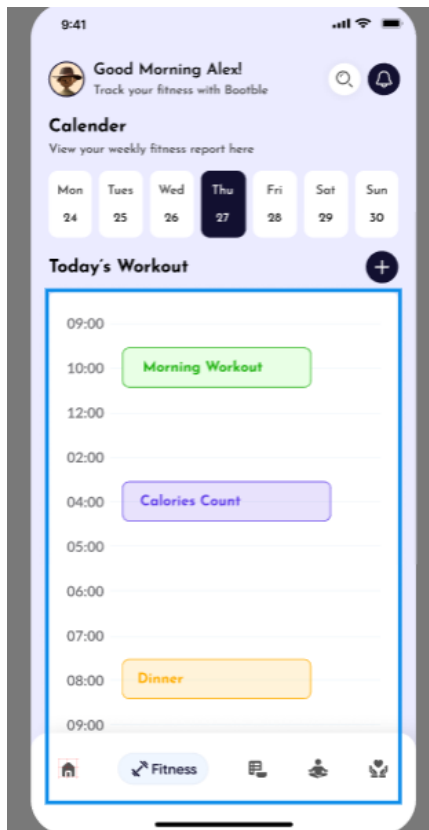 9:41
Good Morning Alex!
Track your fitness with Bootble
Calender
View your weekly fitness report here
Mon Tues Wed Thu Fri Sat Sun
24 25 26 27 28 29 30
Today's Workout
09:00
10:00 Morning Workout
12:00
02:00
04:00 Calories Count
05:00
06:00
07:00
08:00 Dinner
09:00
Fitness